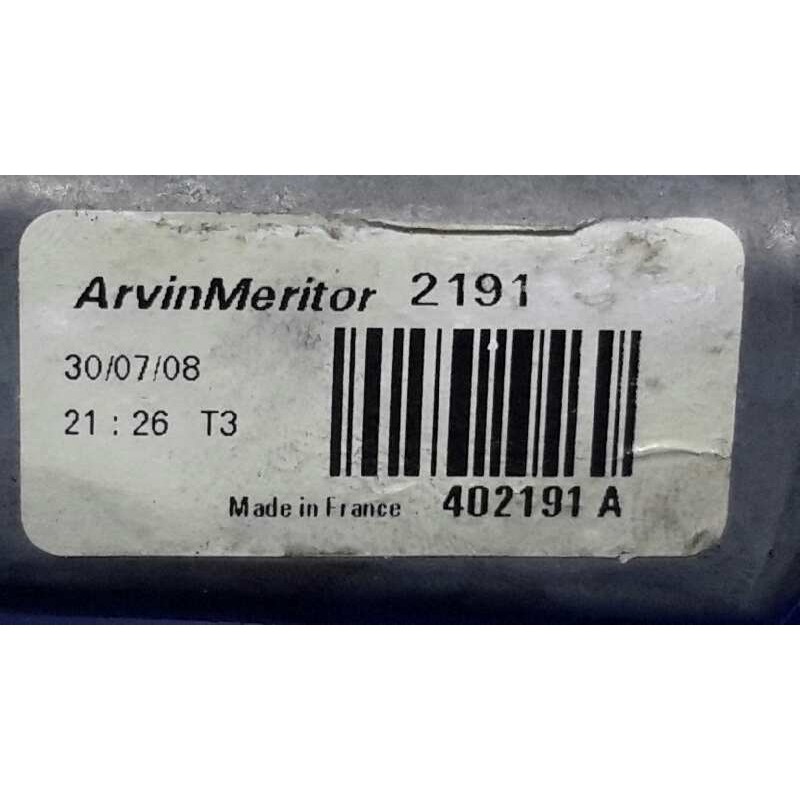 ArvinMeritor 2191
30/07/08
21 : 26 T3
Made in France 402191 A